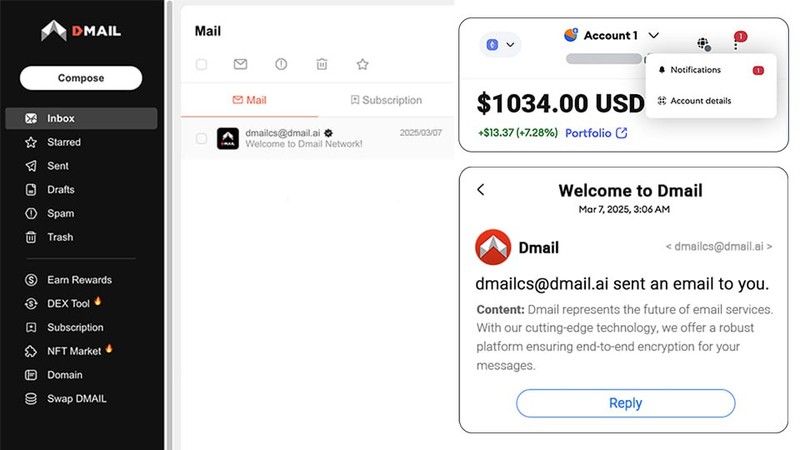 DMAIL
Compose
Inbox
Starred
Sent
Drafts
Spam
Trash
Earn Rewards
DEX Tool
Subscription
NFT Market
Domain
Swap DMAIL
Mail
Mail
Subscription
dmailcs@dmail.ai
2025/03/07
Welcome to Dmail Network!
Account 1
1
Notifications
1
Account details
$1034.00 USD
+$13.37 (+7.28%) Portfolio
Welcome to Dmail
Mar 7, 2025, 3:06 AM
Dmail
< dmailcs@dmail.ai >
dmailcs@dmail.ai sent an email to you.
Content: Dmail represents the future of email services.
With our cutting-edge technology, we offer a robust
platform ensuring end-to-end encryption for your
messages.
Reply